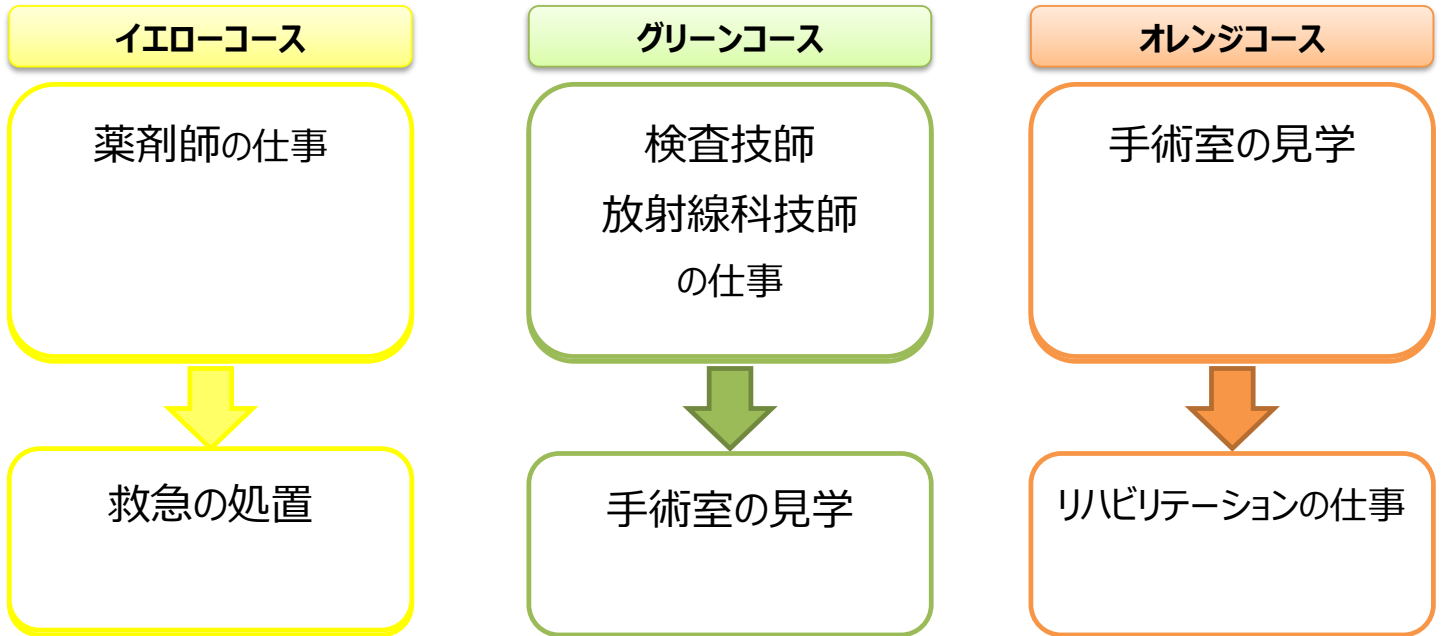 イエローコース
薬剤師の仕事
救急の処置
グリーンコース
検査技師
放射線科技師
の仕事
手術室の見学
オレンジコース
手術室の見学
リハビリテーションの仕事